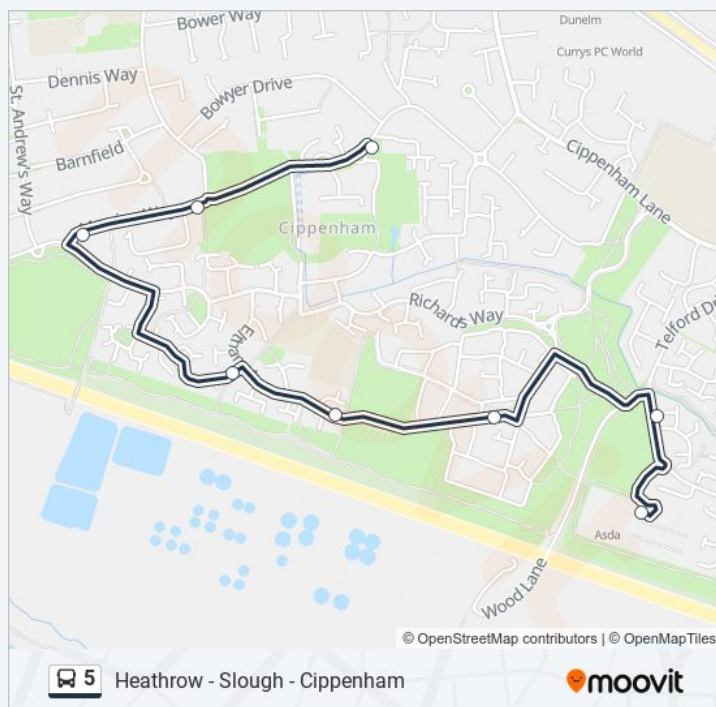 Bower Way
Dunelm
Currys PC World
Dennis Way
Bowyer Drive
St. Andrew's Way
Barnfield
Cippenham Lane
Cippenham
Richards Way
Telford Dr
Asda
Wood Lane
© OpenStreetMap contributors | © OpenMapTiles
5
Heathrow - Slough - Cippenham
moovit